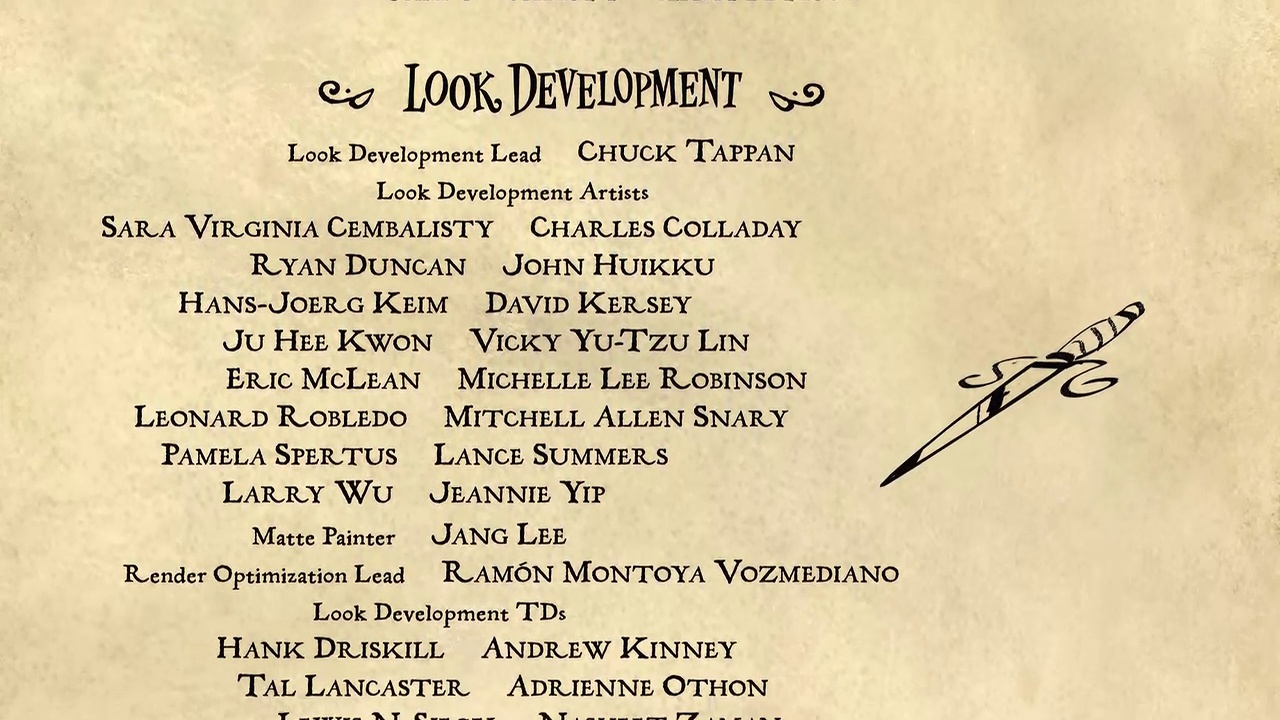 Look Development
Look Development Lead Chuck Tappan
Look Development Artists
Sara Virginia Cembalisty Charles Colladay
Ryan Duncan John Huikku
Hans-Joerg Keim David Kersey
Ju Hee Kwon Vicky Yu-Tzu Lin
Eric McLean Michelle Lee Robinson
Leonard Robledo Mitchell Allen Snary
Pamela Spertus Lance Summers
Larry Wu Jeannie Yip
Matte Painter Jang Lee
Render Optimization Lead Ramón Montoya Vozmediano
Look Development TDs
Hank Driskill Andrew Kinney
Tal Lancaster Adrienne Othon